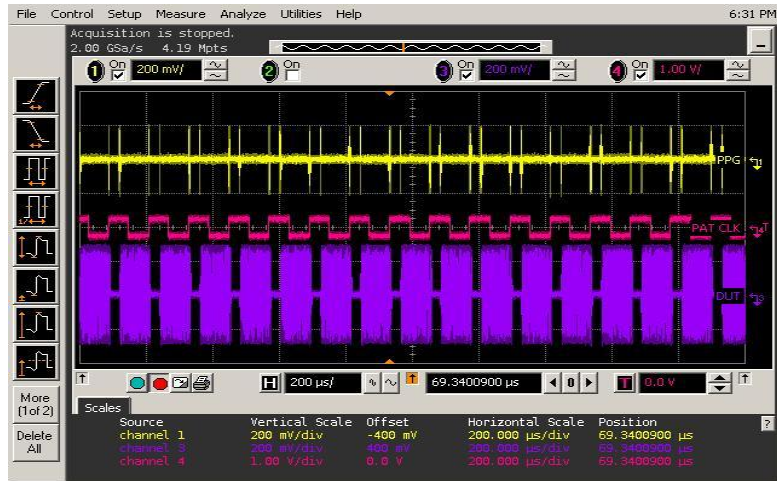 File Control Setup Measure Analyze Utilities Help 6:31 PM
Acquisition is stopped.
2.00 GSa/s 4.19 Mpts
1 On 200 mV/ 2 On 3 On 200 mV/ 4 On 1.00 V/
PPG 1
PAT CLK T
DUT 3
More
(1of 2)
Delete
All
H 200 µs/ 69.3400900 µs 0 T 0.0 V
Scales
Source Vertical Scale Offset Horizontal Scale Position ?
channel 1 200 mV/div -400 mV 200.000 µs/div 69.3400900 µs
channel 3 200 mV/div 400 mV 200.000 µs/div 69.3400900 µs
channel 4 1.00 V/div 0.0 V 200.000 µs/div 69.3400900 µs